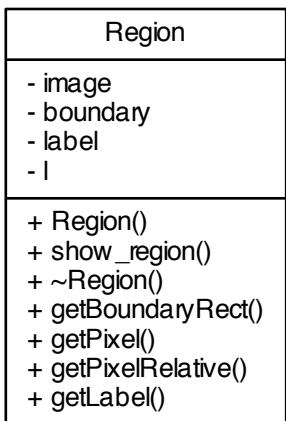 Region
- image
- boundary
- label
- l
+ Region()
+ show_region()
+ ~Region()
+ getBoundaryRect()
+ getPixel()
+ getPixelRelative()
+ getLabel()